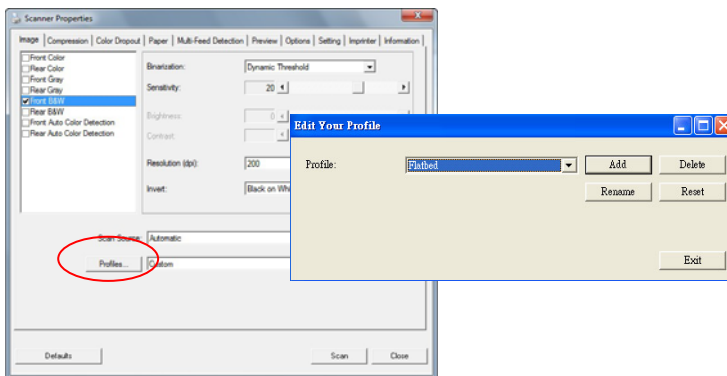 Scanner Properties
Image Compression Color Dropout Paper Multi-Feed Detection Preview Options Setting Imprinter Information
Front Color
Rear Color
Front Gray
Rear Gray
Front B&W
Rear B&W
Front Auto Color Detection
Rear Auto Color Detection
Binarization: Dynamic Threshold
Sensitivity: 20
Brightness: 0
Contrast:
Resolution (dpi): 200
Invert: Black on Wh
Scan Source: Automatic
Profiles... Custom
Defaults Scan Close
Edit Your Profile
Profile: Flatbed Add Delete
Rename Reset
Exit